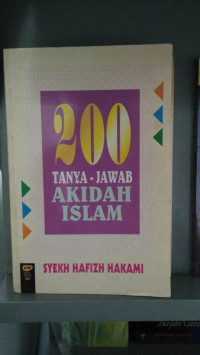 200
TANYA • JAWAB
AKIDAH
ISLAM
SYEKH HAFIZH HAKAMI